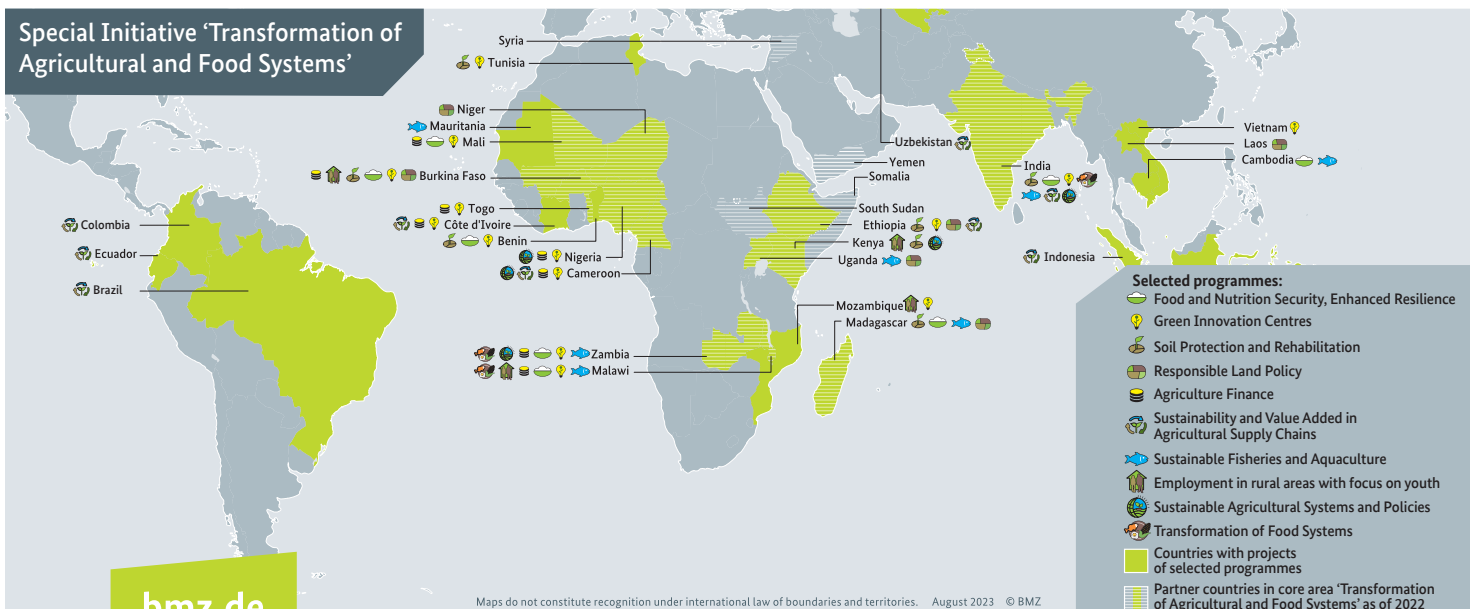 Special Initiative ‘Transformation of
Agricultural and Food Systems’
Syria
Tunisia
Niger
Mauritania
Mali
Burkina Faso
Togo
Côte d'Ivoire
Benin
Nigeria
Cameroon
Colombia
Ecuador
Brazil
Zambia
Malawi
Uzbekistan
Yemen
Somalia
South Sudan
Ethiopia
Kenya
Uganda
Mozambique
Madagascar
India
Vietnam
Laos
Cambodia
Indonesia
Selected programmes:
Food and Nutrition Security, Enhanced Resilience
Green Innovation Centres
Soil Protection and Rehabilitation
Responsible Land Policy
Agriculture Finance
Sustainability and Value Added in
Agricultural Supply Chains
Sustainable Fisheries and Aquaculture
Employment in rural areas with focus on youth
Sustainable Agricultural Systems and Policies
Transformation of Food Systems
Countries with projects
of selected programmes
Partner countries in core area ‘Transformation
of Agricultural and Food Systems’ as of 2022
bmz.de
Maps do not constitute recognition under international law of boundaries and territories. August 2023 © BMZ